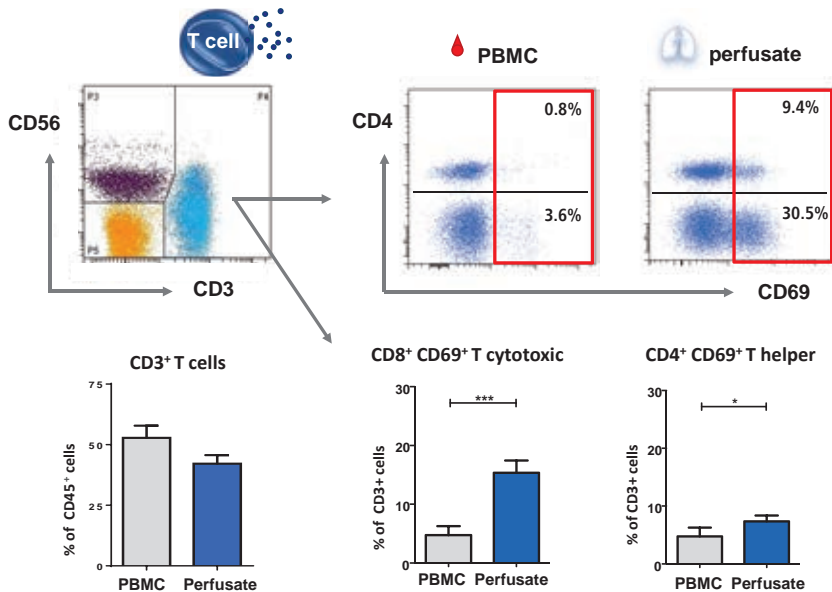 T cell
PBMC
perfusate
CD56
P3
P4
P5
CD3
CD4
0.8%
3.6%
9.4%
30.5%
CD69
CD3⁺ T cells
% of CD45⁺ cells
75
50
25
0
PBMC
Perfusate
CD8⁺ CD69⁺ T cytotoxic
% of CD3+ cells
30
20
10
0
***
PBMC
Perfusate
CD4⁺ CD69⁺ T helper
% of CD3+ cells
30
20
10
0
*
PBMC
Perfusate